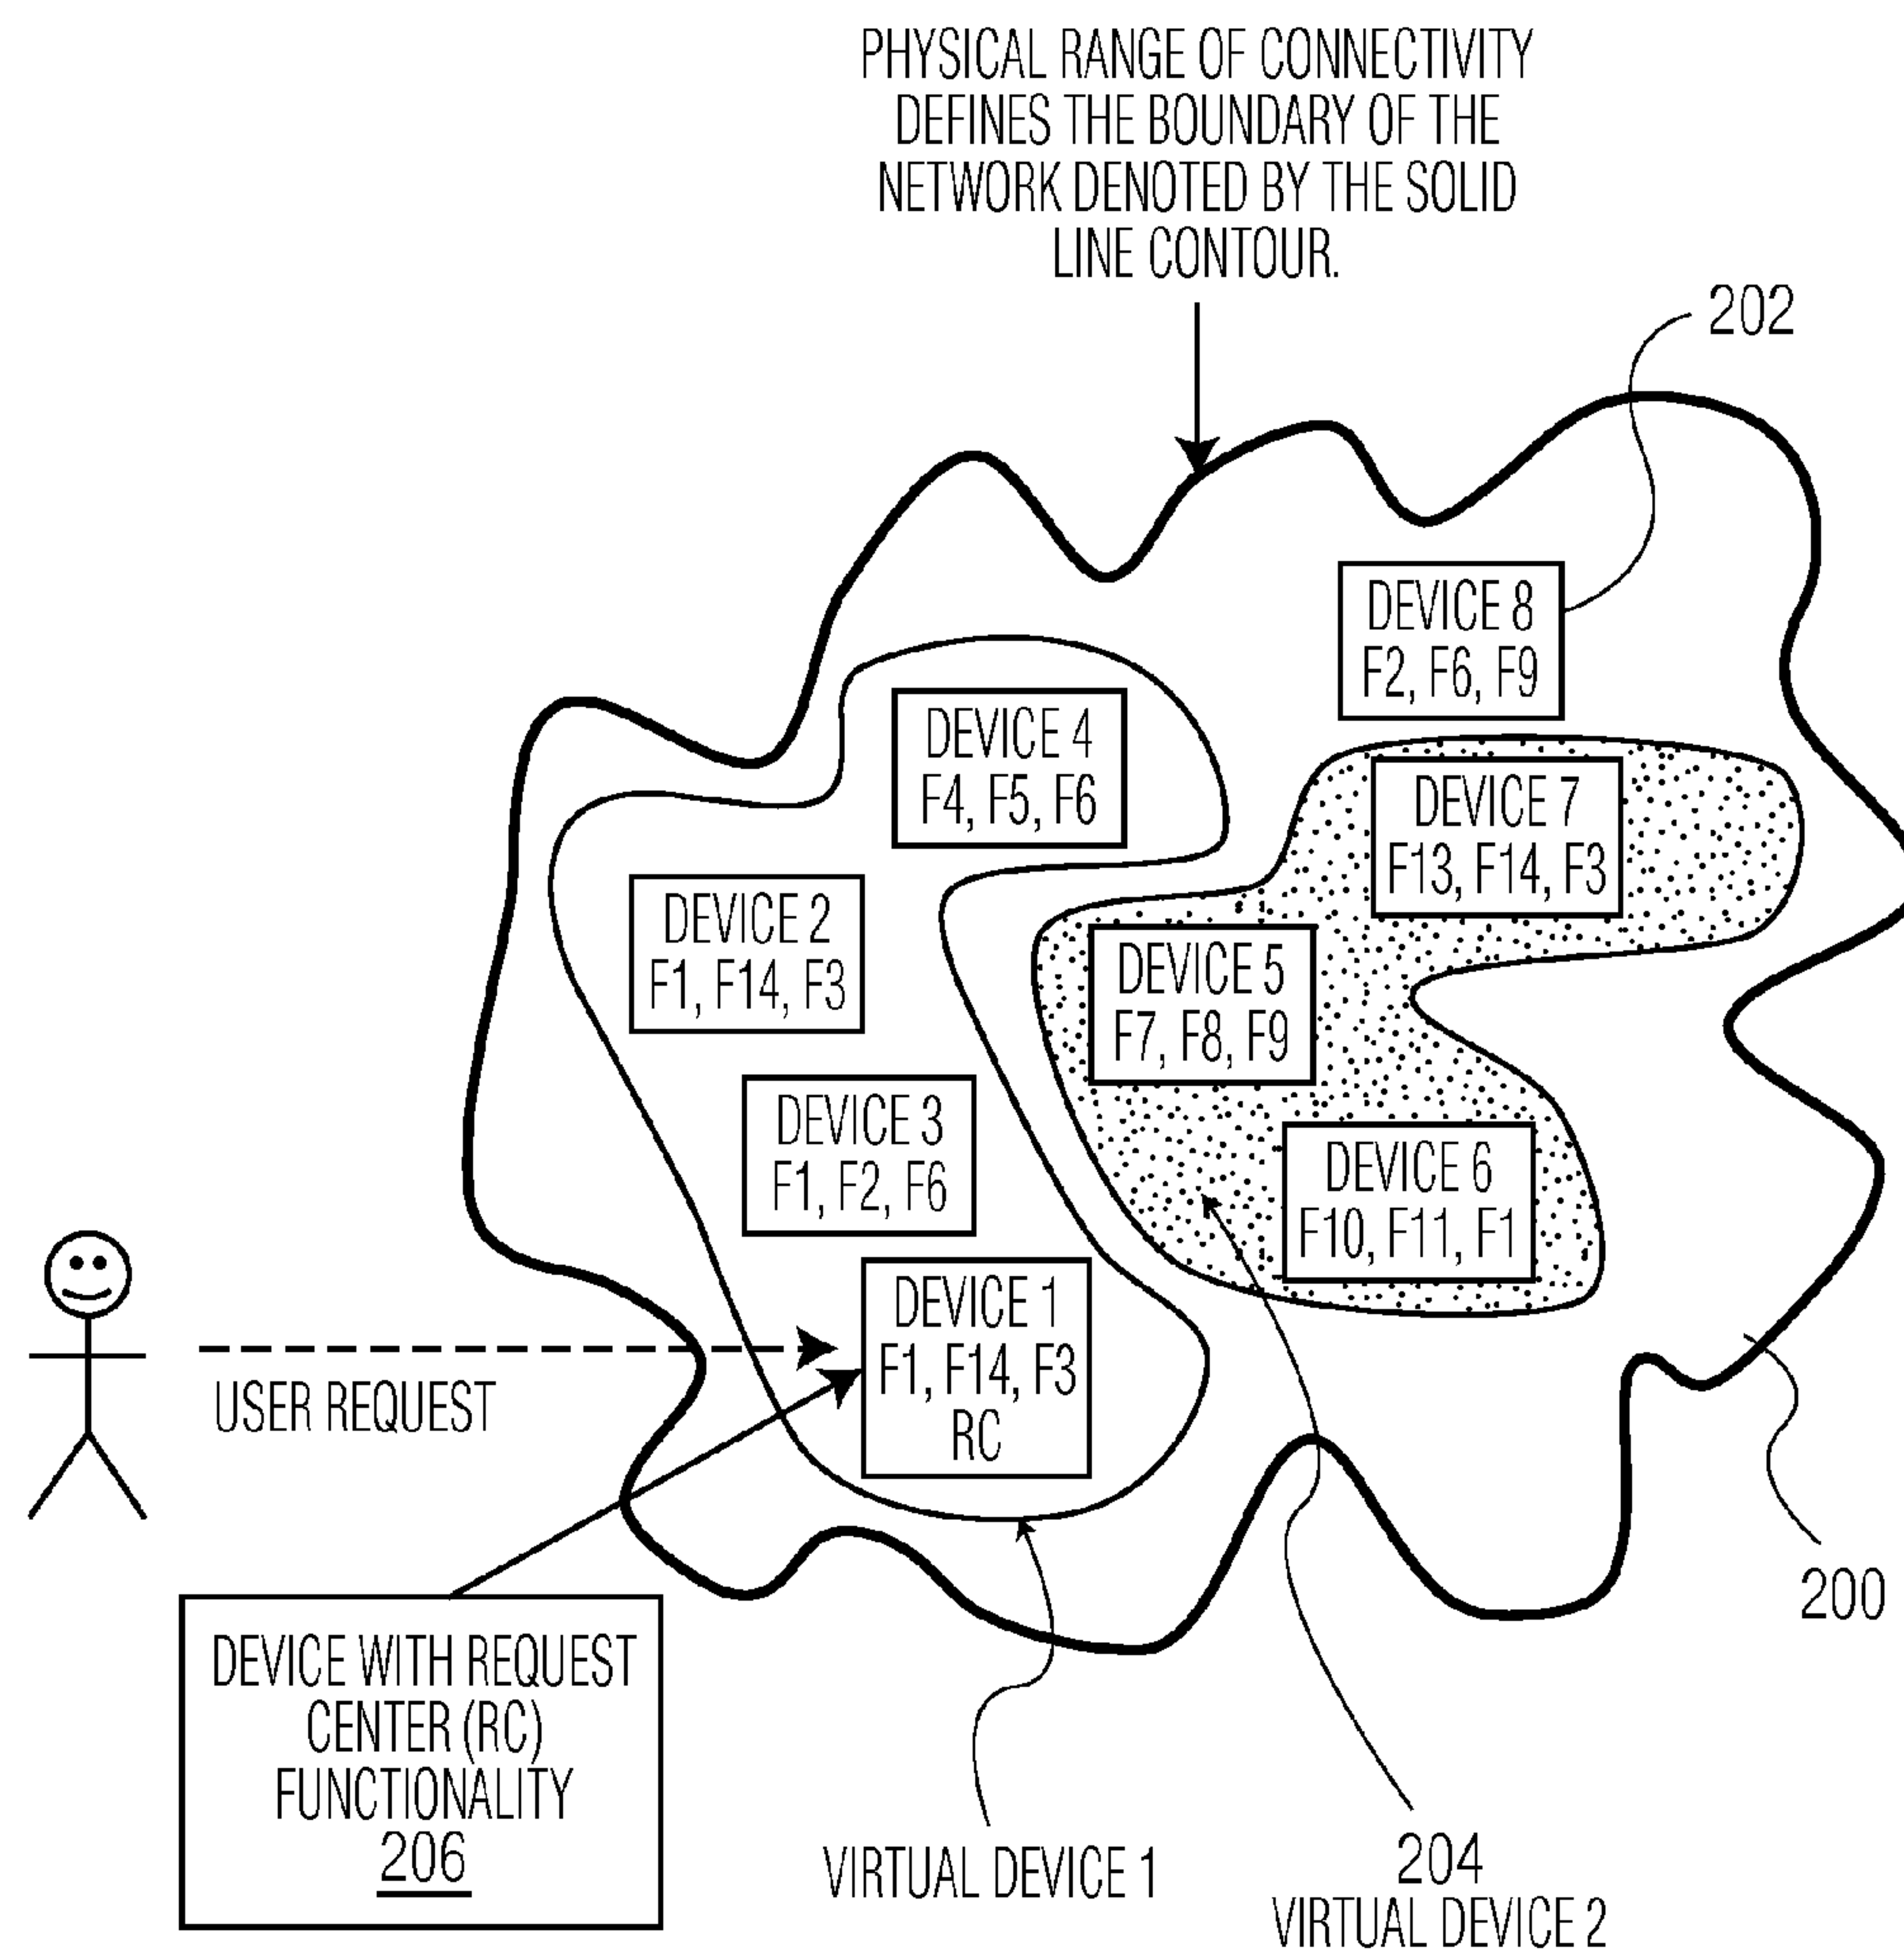 PHYSICAL RANGE OF CONNECTIVITY
DEFINES THE BOUNDARY OF THE
NETWORK DENOTED BY THE SOLID
LINE CONTOUR.
202
DEVICE 8
F2, F6, F9
DEVICE 4
F4, F5, F6
DEVICE 7
F13, F14, F3
DEVICE 2
F1, F14, F3
DEVICE 5
F7, F8, F9
DEVICE 3
F1, F2, F6
DEVICE 6
F10, F11, F1
DEVICE 1
F1, F14, F3
RC
USER REQUEST
200
DEVICE WITH REQUEST
CENTER (RC)
FUNCTIONALITY
206
VIRTUAL DEVICE 1
204
VIRTUAL DEVICE 2